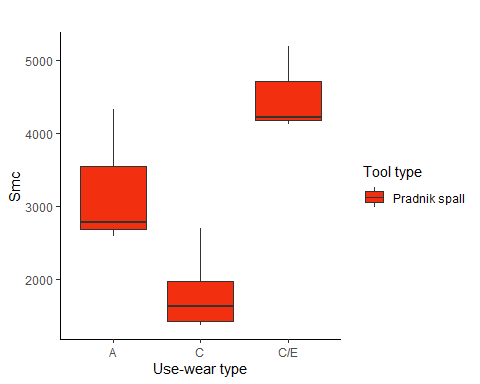 5000
4000
3000
2000
Smc
A
C
C/E
Use-wear type
Tool type
Pradnik spall